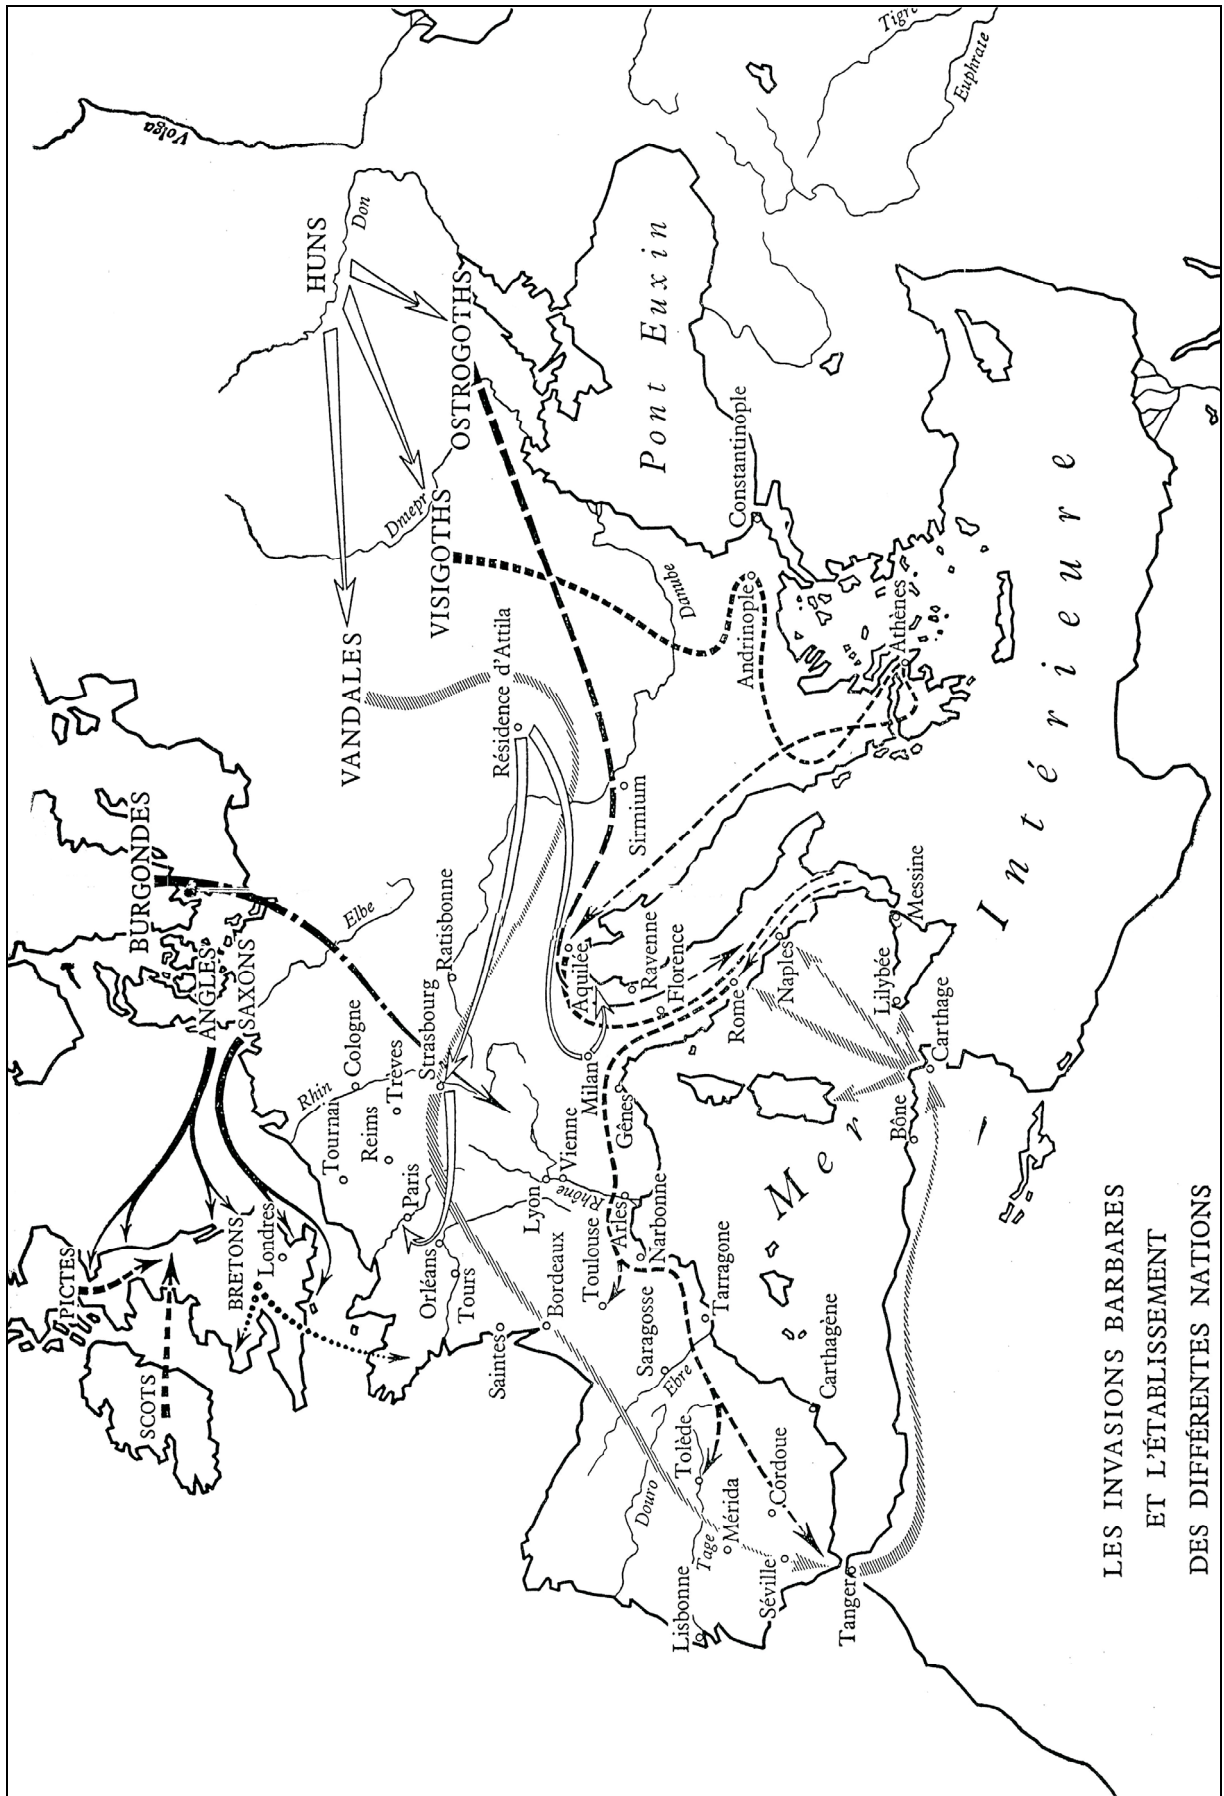 LES INVASIONS BARBARES
ET L'ÉTABLISSEMENT
DES DIFFÉRENTES NATIONS
SCOTS
PICTES
BRETONS
Londres
ANGLES
SAXONS
BURGONDES
VANDALES
HUNS
VISIGOTHS
OSTROGOTHS
Volga
Don
Dniepr
Elbe
Rhin
Cologne
Tournai
Trèves
Reims
Paris
Strasbourg
Ratisbonne
Résidence d'Attila
Orléans
Tours
Saintes
Bordeaux
Lyon
Vienne
Rhône
Toulouse
Arles
Narbonne
Milan
Gênes
Aquilée
Ravenne
Florence
Sirmium
Danube
Pont Euxin
Constantinople
Andrinople
Athènes
Rome
Naples
Messine
Lilybée
Carthage
Bône
Saragosse
Ebre
Tarragone
Carthagène
Douro
Tolède
Tage
Mérida
Cordoue
Lisbonne
Séville
Tanger
Mer Intérieure
Tigre
Euphrate